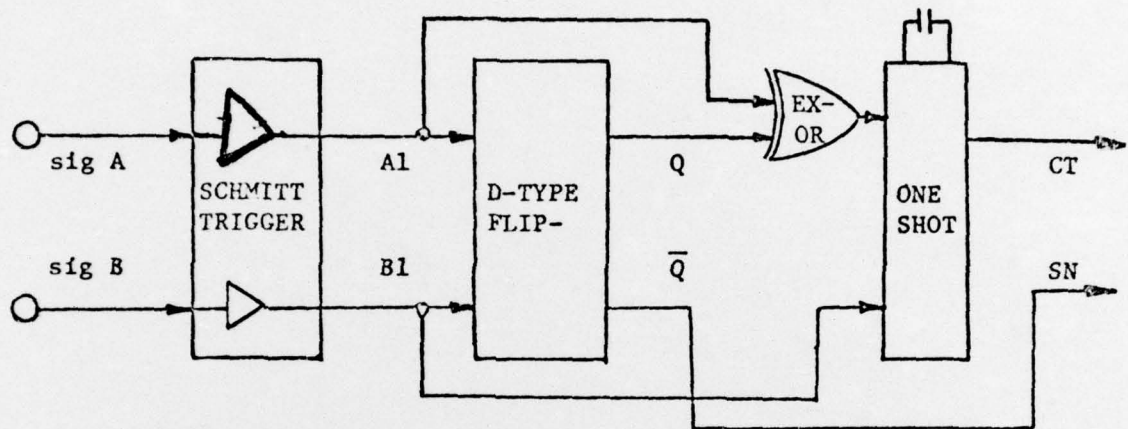 sig A
SCHMITT
TRIGGER
sig B
A1
B1
D-TYPE
FLIP-
Q
Q̅
EX-
OR
ONE
SHOT
CT
SN